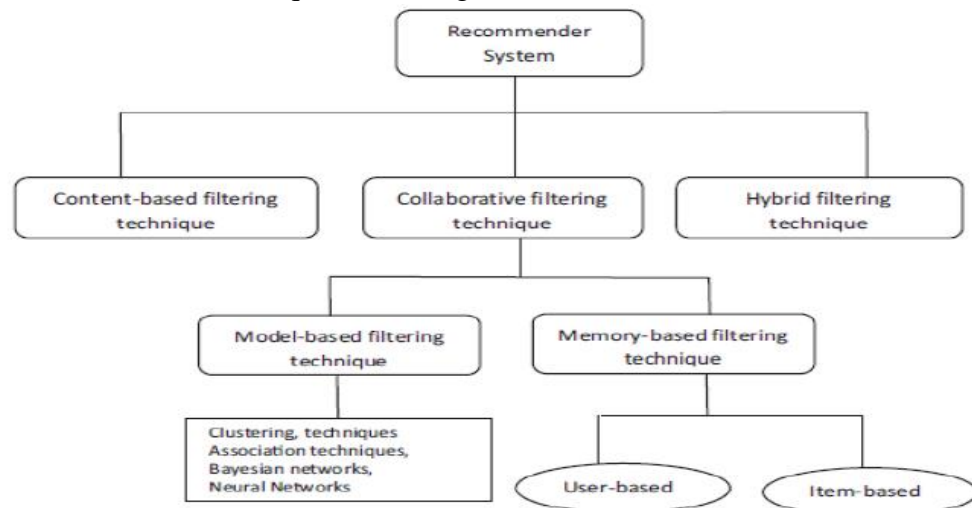 Recommender
System
Content-based filtering
technique
Collaborative filtering
technique
Hybrid filtering
technique
Model-based filtering
technique
Memory-based filtering
technique
Clustering, techniques
Association techniques,
Bayesian networks,
Neural Networks
User-based
Item-based